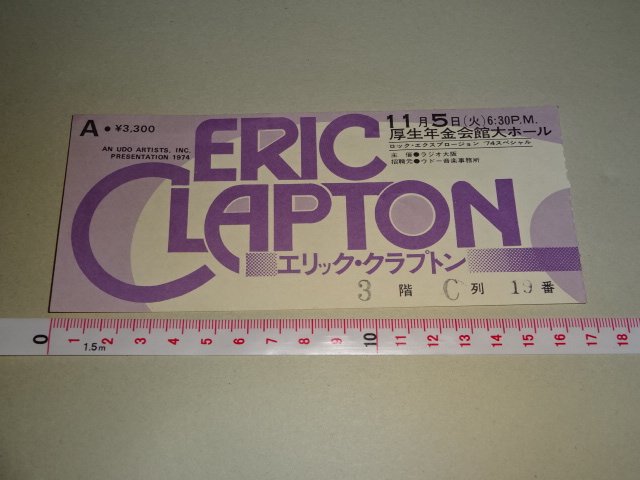 A ● ¥3,300
AN UDO ARTISTS, INC.
PRESENTATION 1974
ERIC
CLAPTON
エリック・クラプトン
11月5日(火)6:30P.M.
厚生年金会館大ホール
ロック・エクスプロージョン '74スペシャル
主 催●ラジオ大阪
招聘元●ウドー音楽事務所
3 階 C 列 19 番
0 1 2 3 4 5 6 7 8 9 10 11 12 13 14 15 16 17 18
1.5m